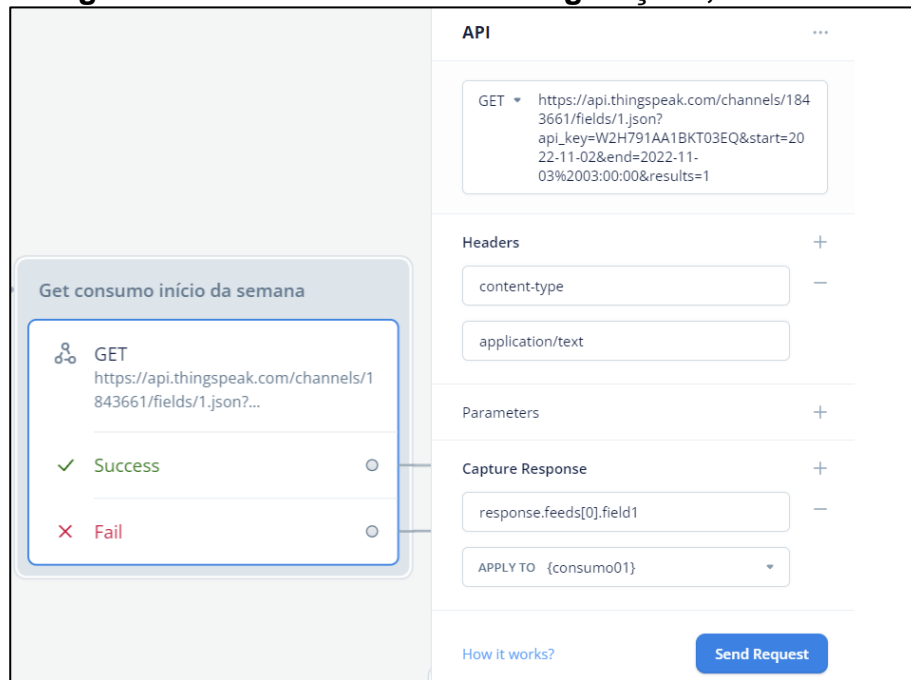 API
GET
https://api.thingspeak.com/channels/184
3661/fields/1.json?
api_key=W2H791AA1BKT03EQ&start=20
22-11-02&end=2022-11-
03%2003:00:00&results=1
Headers
content-type
application/text
Parameters
Capture Response
response.feeds[0].field1
APPLY TO {consumo01}
How it works?
Send Request
Get consumo início da semana
GET
https://api.thingspeak.com/channels/1
843661/fields/1.json?...
Success
Fail